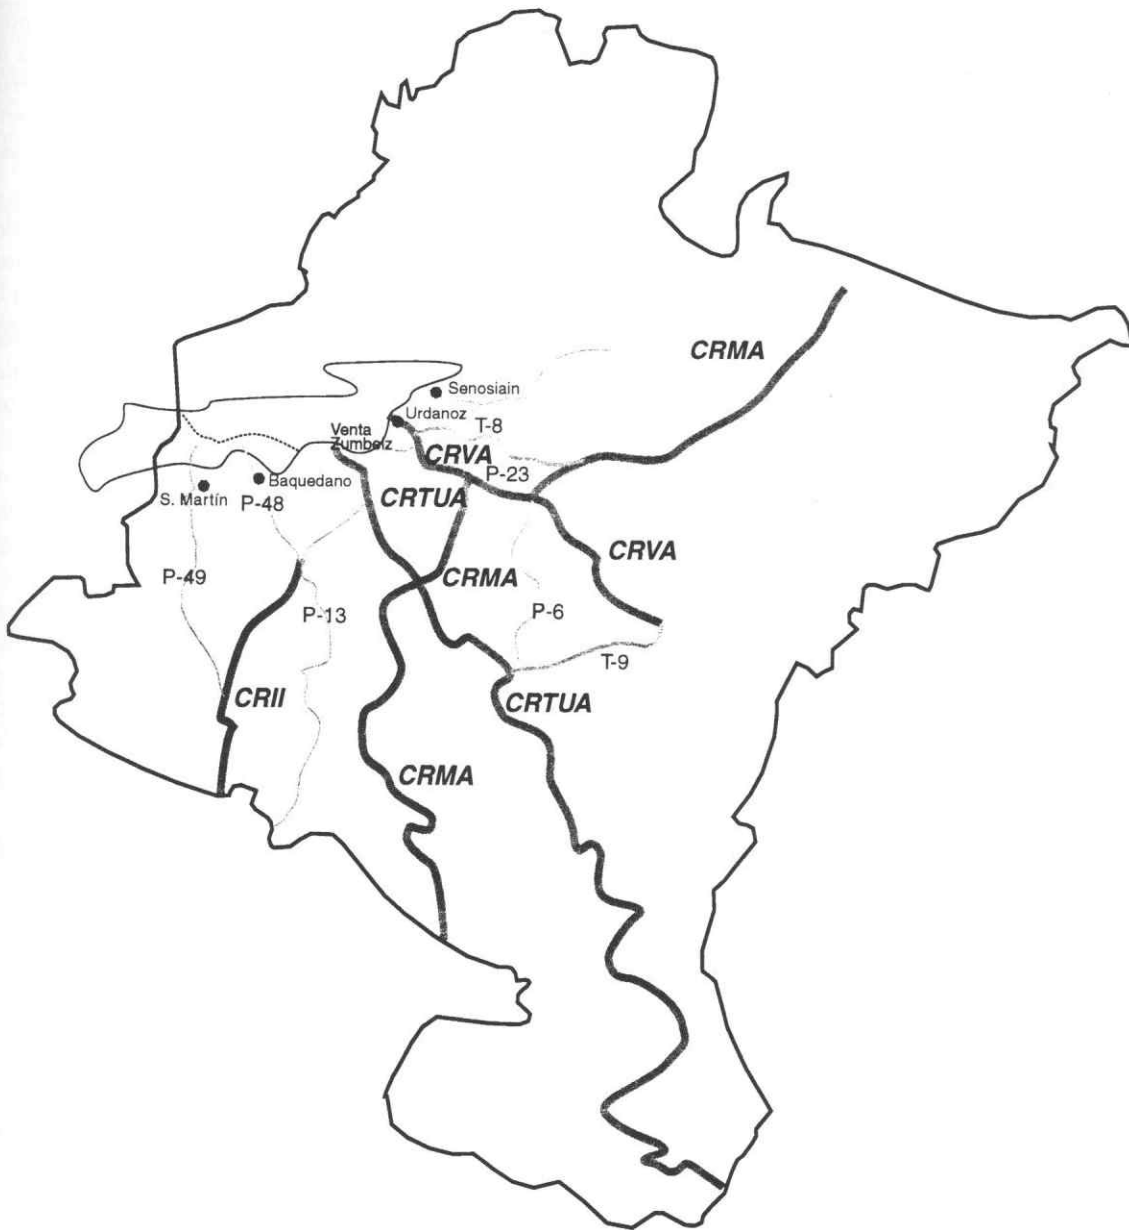 CRMA
Senosiain
Urdanoz
T-8
Venta
Zumbelz
CRVA
P-23
Baquedano
S. Martín
P-48
CRTUA
CRVA
CRMA
P-49
P-13
P-6
T-9
CRII
CRTUA
CRMA